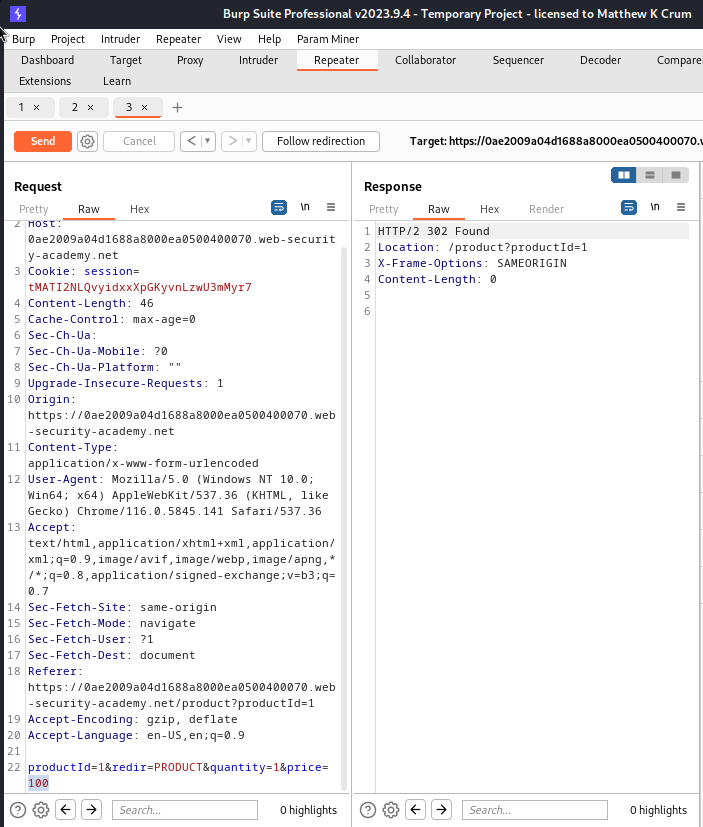 Burp Suite Professional v2023.9.4 - Temporary Project - licensed to Matthew K Crum
Burp Project Intruder Repeater View Help Param Miner
Dashboard Target Proxy Intruder Repeater Collaborator Sequencer Decoder Compare
Extensions Learn
1 × 2 × 3 × +
Send Cancel < > Follow redirection Target: https://0ae2009a04d1688a8000ea0500400070.
Request
Pretty Raw Hex \n
2 Host:
0ae2009a04d1688a8000ea0500400070.web-securit
y-academy.net
3 Cookie: session=
tMATI2NLQvyidxxXpGKyvnLzwU3mMyr7
4 Content-Length: 46
5 Cache-Control: max-age=0
6 Sec-Ch-Ua:
7 Sec-Ch-Ua-Mobile: ?0
8 Sec-Ch-Ua-Platform: ""
9 Upgrade-Insecure-Requests: 1
10 Origin:
https://0ae2009a04d1688a8000ea0500400070.web
-security-academy.net
11 Content-Type:
application/x-www-form-urlencoded
12 User-Agent: Mozilla/5.0 (Windows NT 10.0;
Win64; x64) AppleWebKit/537.36 (KHTML, like
Gecko) Chrome/116.0.5845.141 Safari/537.36
13 Accept:
text/html,application/xhtml+xml,application/
xml;q=0.9,image/avif,image/webp,image/apng,*
/*;q=0.8,application/signed-exchange;v=b3;q=
0.7
14 Sec-Fetch-Site: same-origin
15 Sec-Fetch-Mode: navigate
16 Sec-Fetch-User: ?1
17 Sec-Fetch-Dest: document
18 Referer:
https://0ae2009a04d1688a8000ea0500400070.web
-security-academy.net/product?productId=1
19 Accept-Encoding: gzip, deflate
20 Accept-Language: en-US,en;q=0.9
21
22 productId=1&redir=PRODUCT&quantity=1&price=
100
Search... 0 highlights
Response
Pretty Raw Hex Render \n
1 HTTP/2 302 Found
2 Location: /product?productId=1
3 X-Frame-Options: SAMEORIGIN
4 Content-Length: 0
5
6
Search... 0 highlights